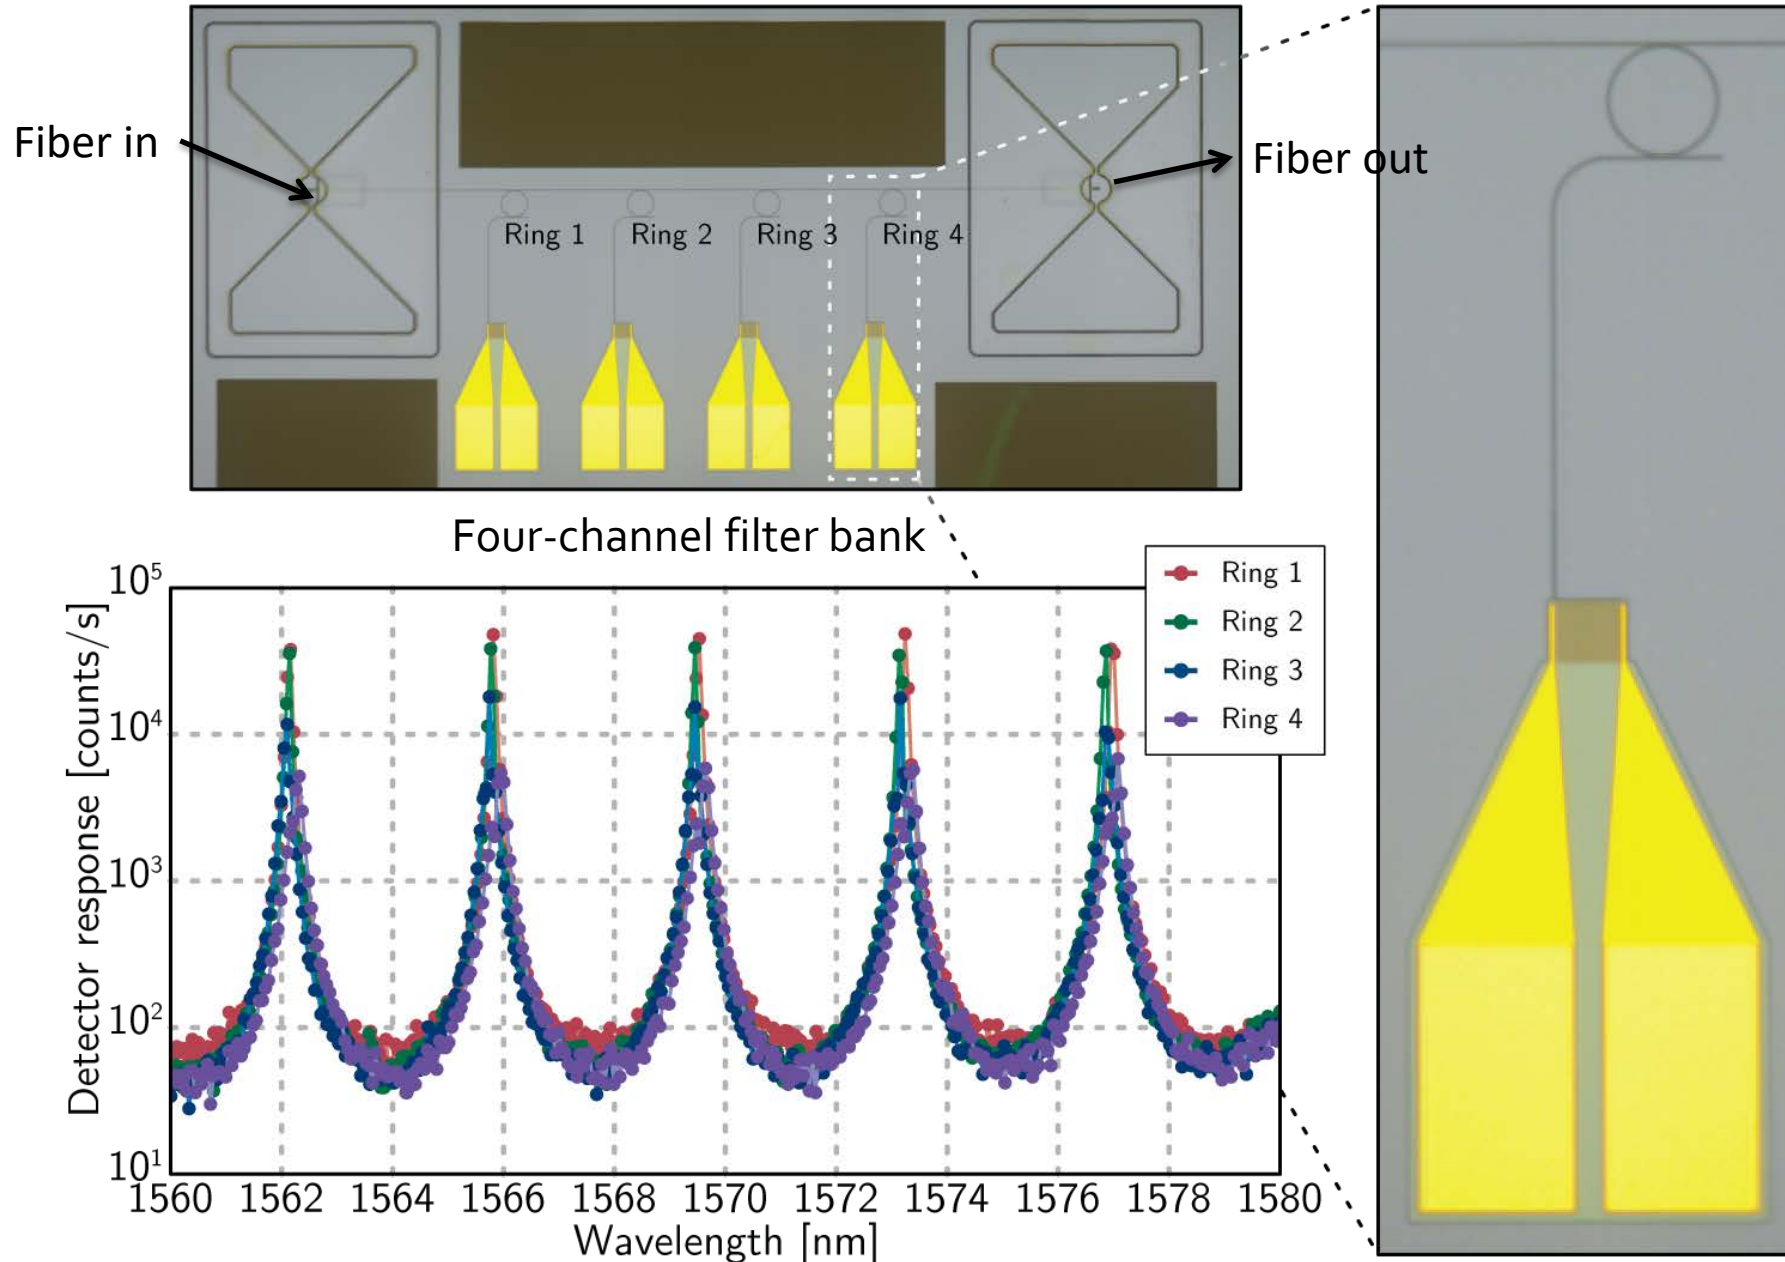 Fiber in
Fiber out
Ring 1
Ring 2
Ring 3
Ring 4
Four-channel filter bank
Ring 1
Ring 2
Ring 3
Ring 4
Detector response [counts/s]
10⁵
10⁴
10³
10²
10¹
1560 1562 1564 1566 1568 1570 1572 1574 1576 1578 1580
Wavelength [nm]